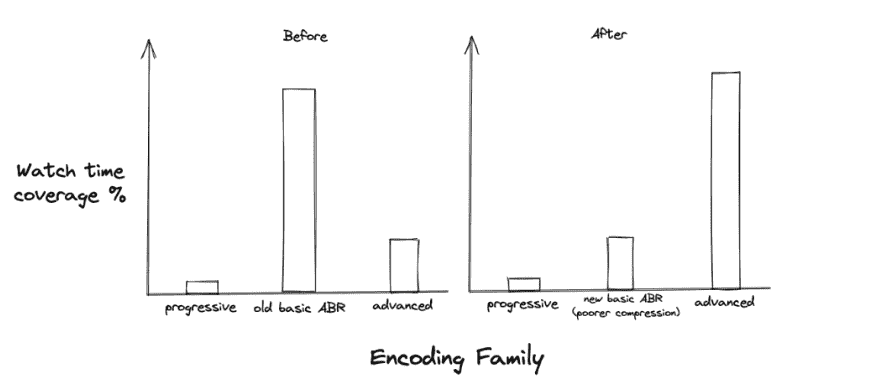 Before
After
Watch time
coverage %
progressive
old basic ABR
advanced
progressive
new basic ABR
(poorer compression)
advanced
Encoding Family